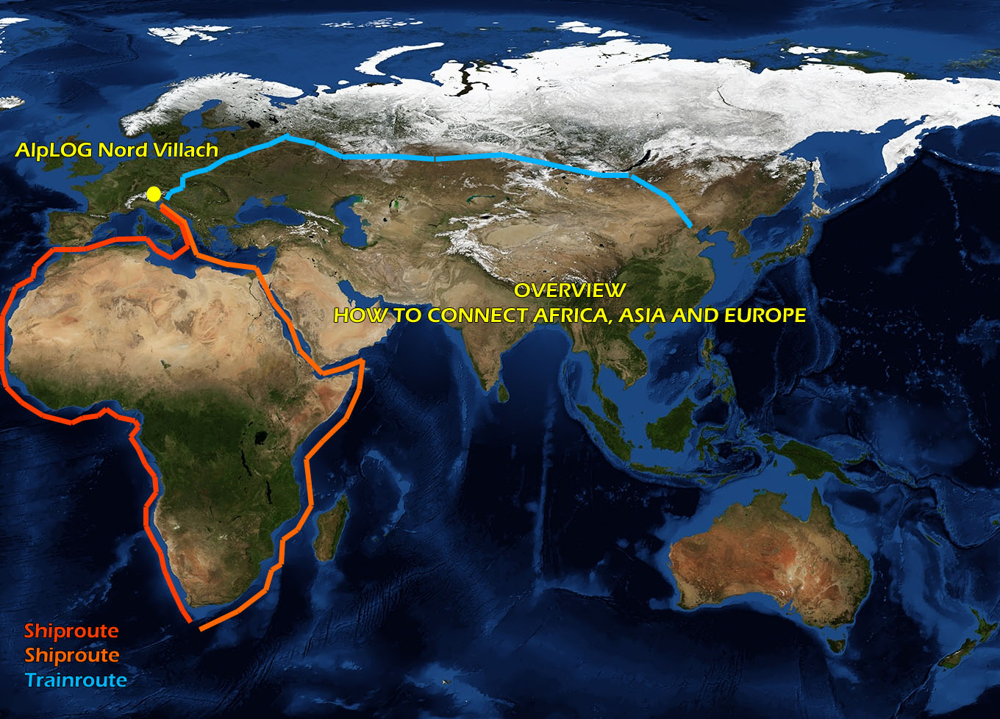 AlpLOG Nord Villach
OVERVIEW
HOW TO CONNECT AFRICA, ASIA AND EUROPE
Shiproute
Shiproute
Trainroute